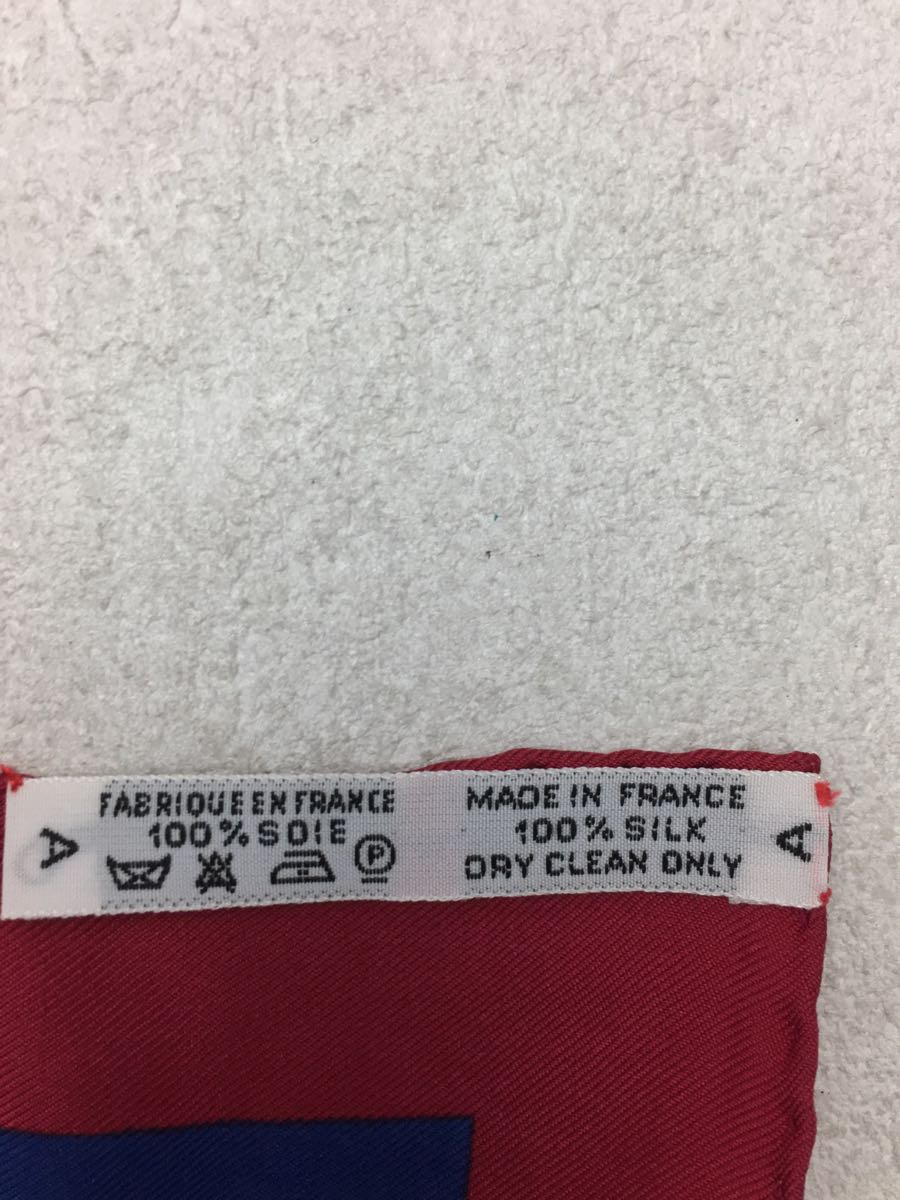 A
FABRIQUE EN FRANCE
100% SOIE
P
MADE IN FRANCE
100% SILK
DRY CLEAN ONLY
A